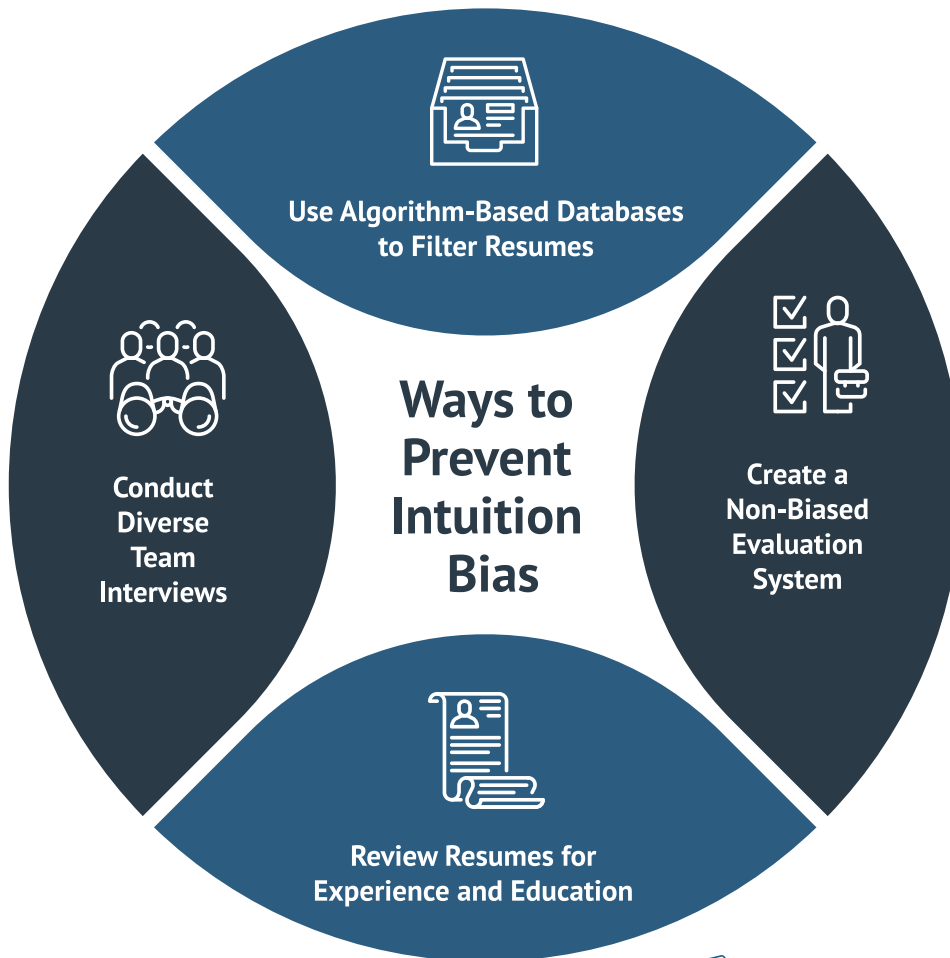 Use Algorithm-Based Databases
to Filter Resumes
Conduct
Diverse
Team
Interviews
Ways to
Prevent
Intuition
Bias
Create a
Non-Biased
Evaluation
System
Review Resumes for
Experience and Education